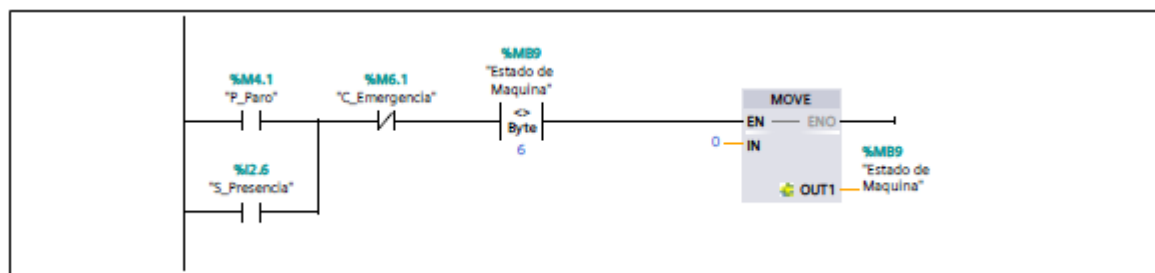 %MB9
"Estado de
Maquina"
%M4.1
"P_Paro"
%M6.1
"C_Emergencia"
<>
Byte
6
MOVE
EN
ENO
0
IN
%MB9
"Estado de
Maquina"
OUT1
%I2.6
"S_Presencia"